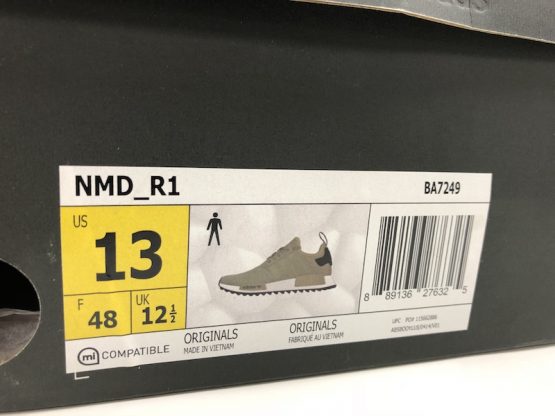 NMD_R1
BA7249
US
13
F
48
UK
12½
mi COMPATIBLE
ORIGINALS
MADE IN VIETNAM
ORIGINALS
FABRIQUÉ AU VIETNAM
8 89136 27632 5
UPC PO#